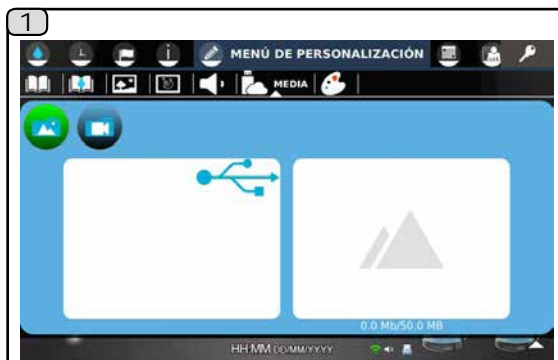 1
MENÚ DE PERSONALIZACIÓN
MEDIA
0.0 Mb/50.0 MB
HH:MM DD/MM/YYYY